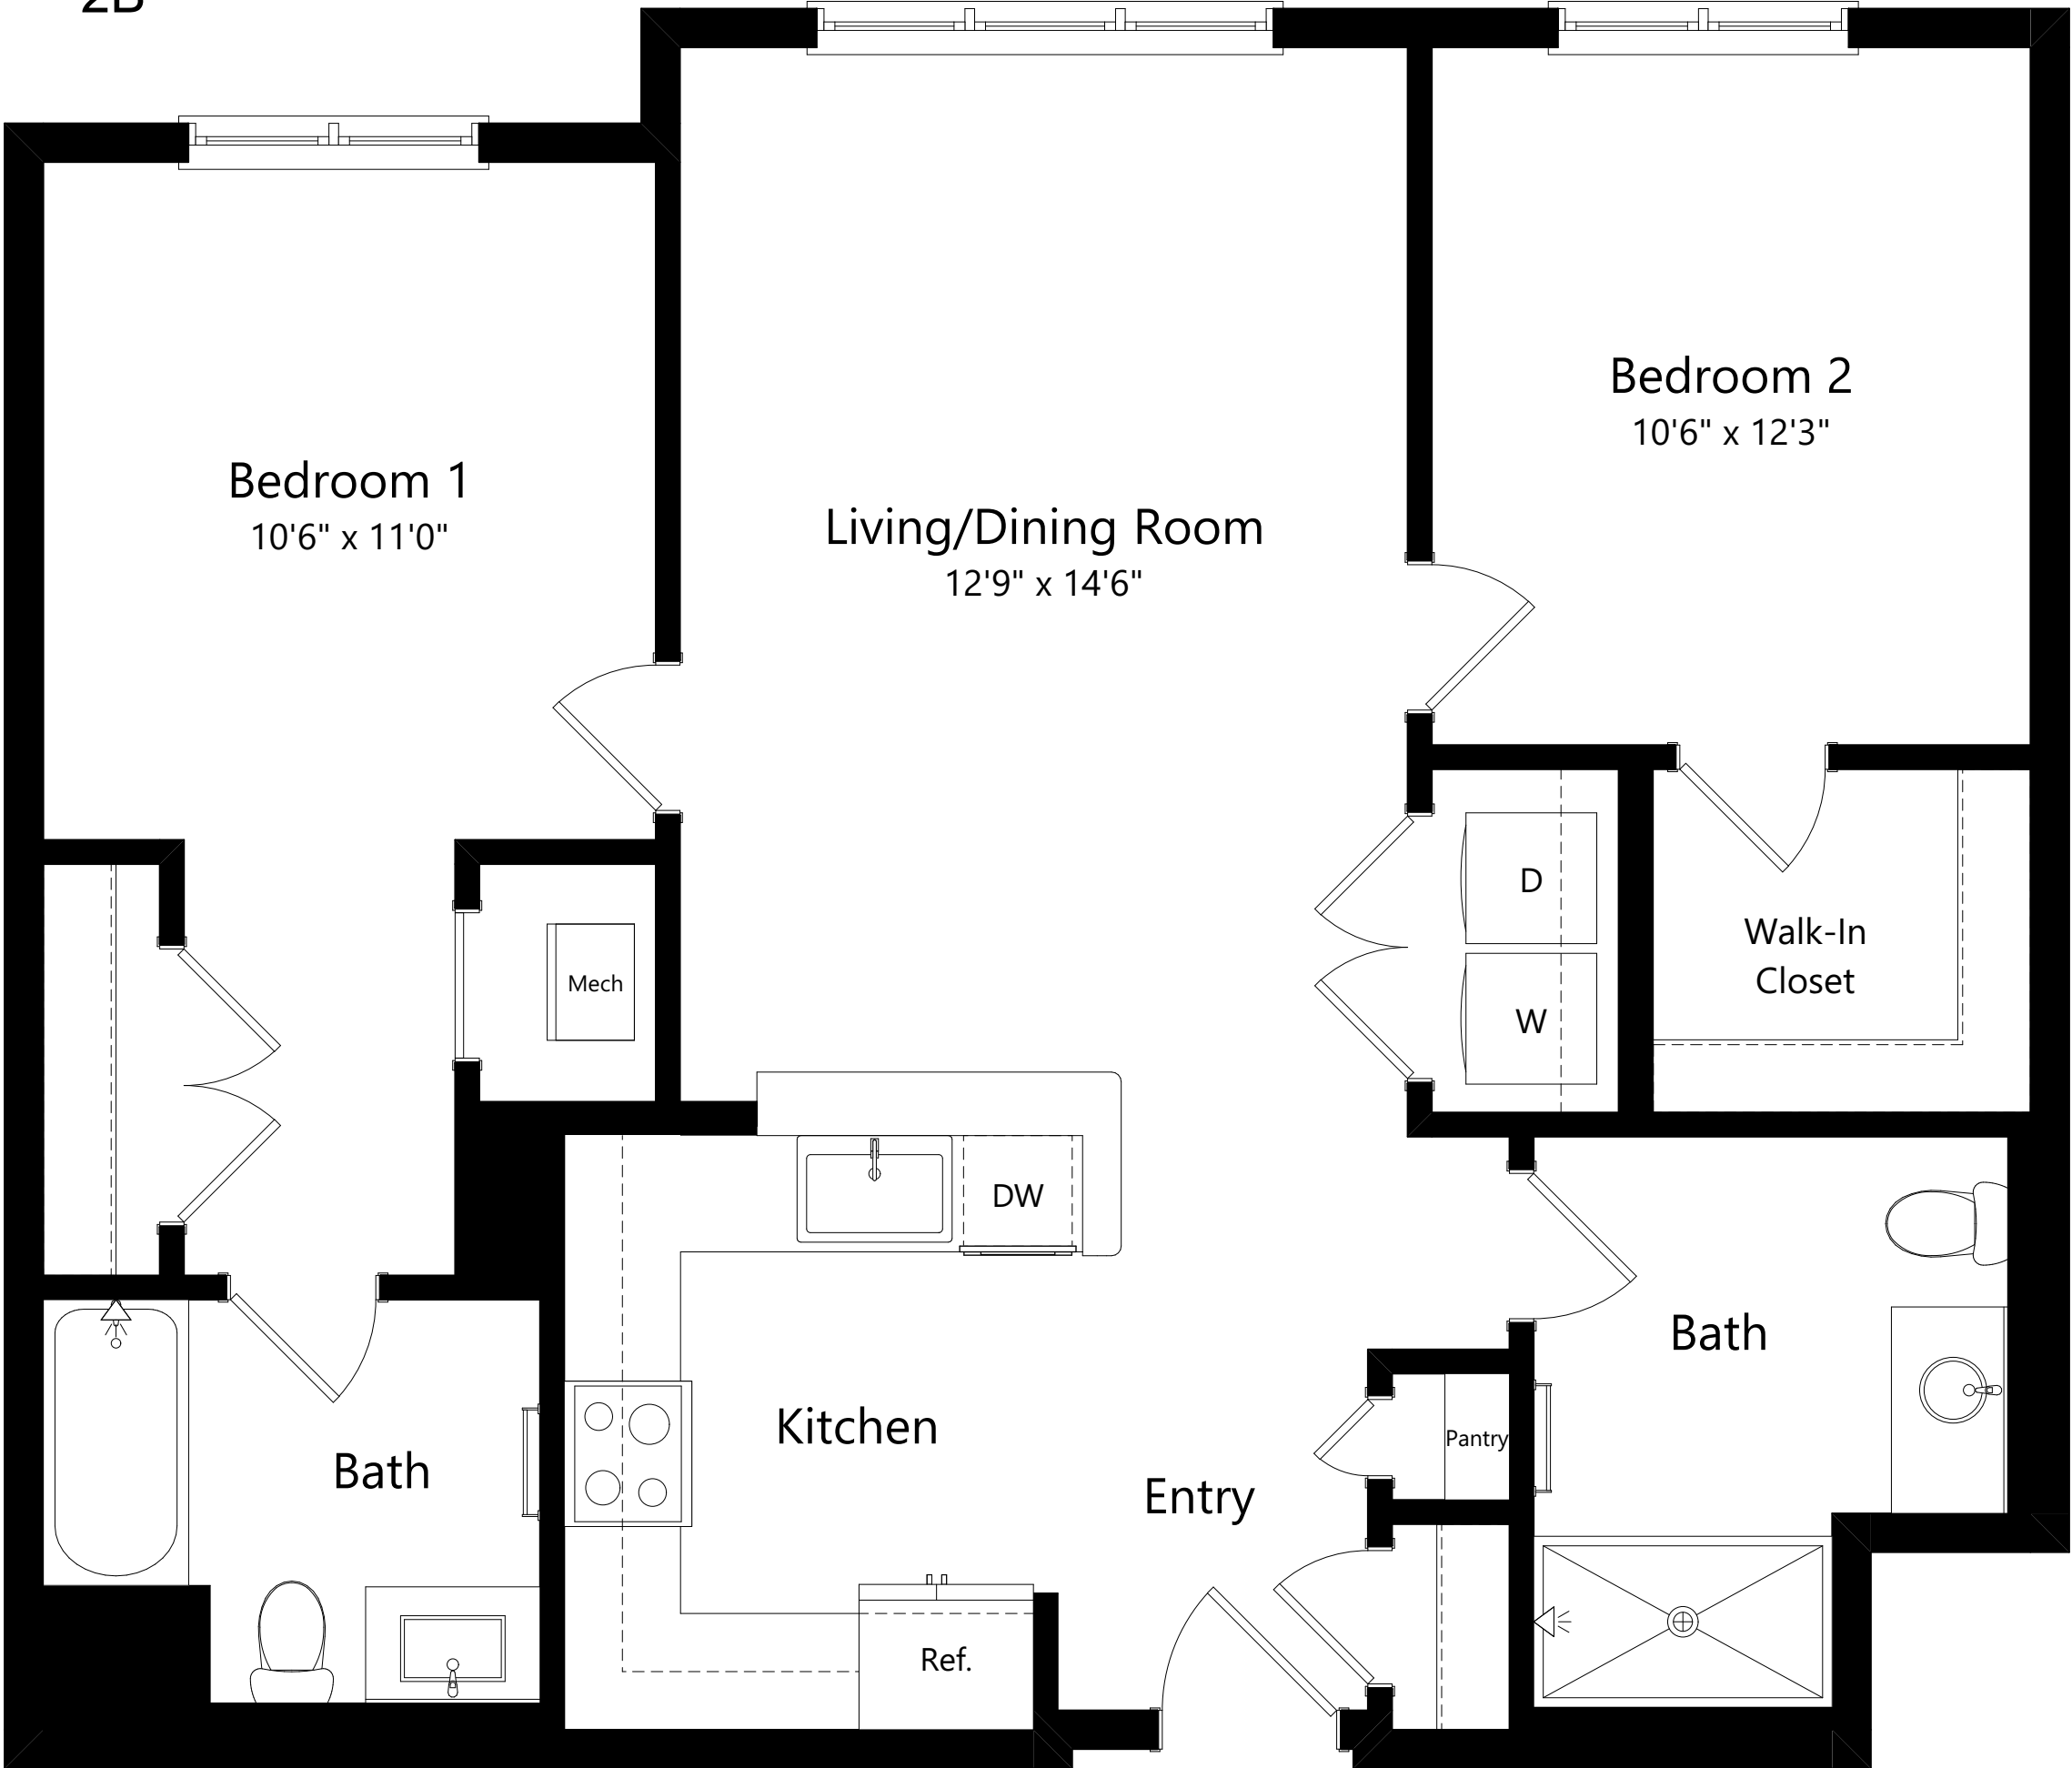 2B
Bedroom 2
10'6" x 12'3"
Bedroom 1
10'6" x 11'0"
Living/Dining Room
12'9" x 14'6"
D
Walk-In
Closet
Mech
W
DW
Bath
Kitchen
Pantry
Bath
Entry
Ref.